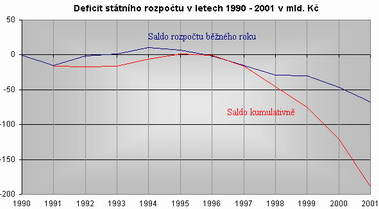 Deficit státního rozpočtu v letech 1990 - 2001 v mld. Kč
50
Saldo rozpočtu běžného roku
0
-50
Saldo kumulativně
-100
-150
-200
1990 1991 1992 1993 1994 1995 1996 1997 1998 1999 2000 2001